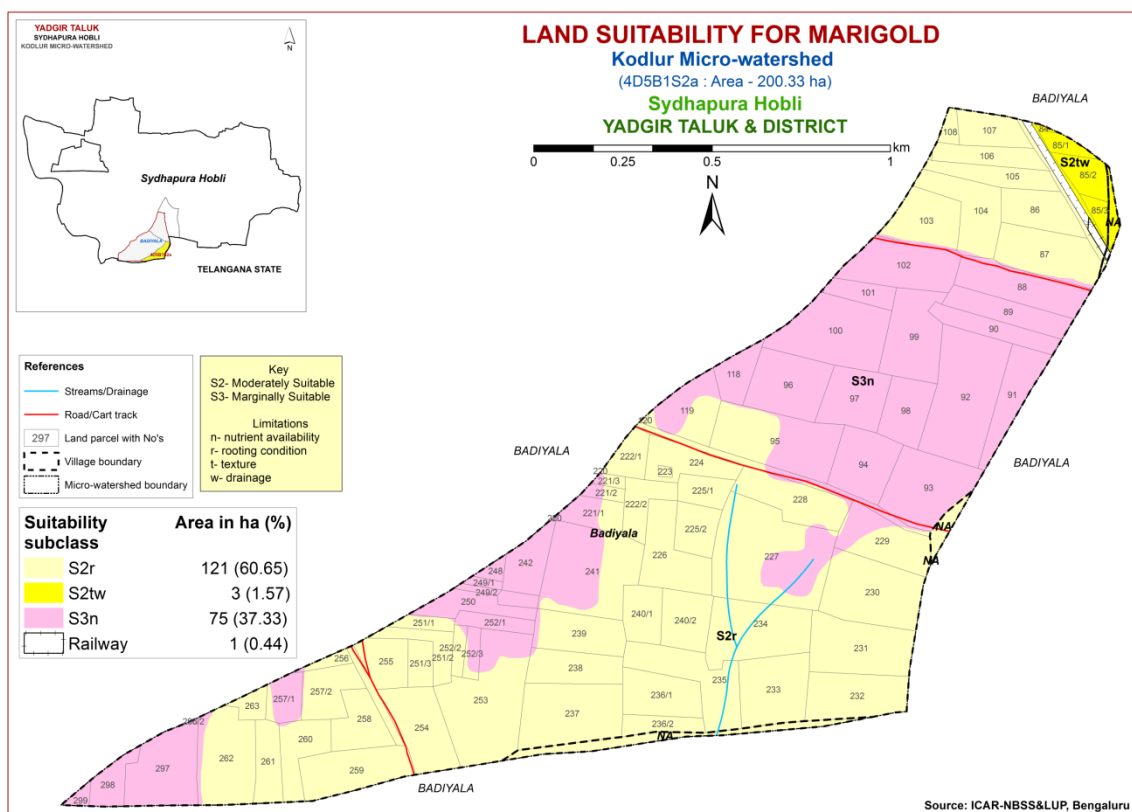 YADGIR TALUK
SYDHAPURA HOBLI
KODLUR MICRO-WATERSHED
N
Sydhapura Hobli
BADIYALA
4D5B1S2a
TELANGANA STATE
LAND SUITABILITY FOR MARIGOLD
Kodlur Micro-watershed
(4D5B1S2a : Area - 200.33 ha)
Sydhapura Hobli
YADGIR TALUK & DISTRICT
km
0 0.25 0.5 1
N
BADIYALA
108 107 85/1
106 S2tw
105 85/2
103 104 86 85/3
NA
87
102
88
101
89
100 99 90
118 96 S3n 92 91
97 98
119
220 95
BADIYALA
94
BADIYALA
93
222/1 224
220 223
221/3
221/2 225/1 228
222/2
221/1
220 NA
Badiyala 225/2
229
NA
226 227
242 241
248
249/1
249/2
250
230
251/1 252/1 240/1 240/2 234
239 S2r
252/2
256 255 251/3 251/2 252/3
231
238
235
257/1 257/2 253 236/1 233 232
263
296/2 258 254 237
236/2
NA
260
262 261
297 259
298
299
BADIYALA
References
Streams/Drainage
Road/Cart track
297 Land parcel with No's
Village boundary
Micro-watershed boundary
Key
S2- Moderately Suitable
S3- Marginally Suitable
Limitations
n- nutrient availability
r- rooting condition
t- texture
w- drainage
Suitability subclass Area in ha (%)
S2r 121 (60.65)
S2tw 3 (1.57)
S3n 75 (37.33)
Railway 1 (0.44)
Source: ICAR-NBSS&LUP, Bengaluru